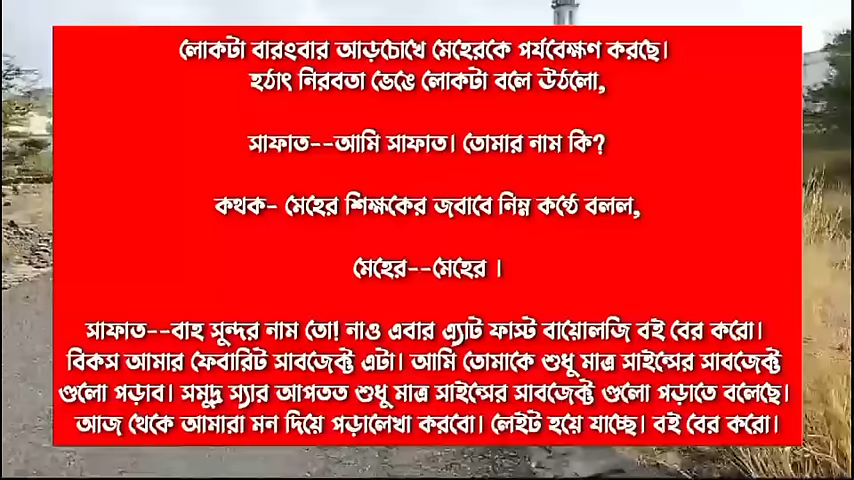 লোকটা বারংবার আড়চোখে মেহেরকে পর্যবেক্ষণ করছে।
হঠাৎ নিরবতা ভেঙে লোকটা বলে উঠলো,
সাফাত--আমি সাফাত। তোমার নাম কি?
কথক- মেহের শিক্ষকের জবাবে নিম্ন কন্ঠে বলল,
মেহের--মেহের ।
সাফাত--বাহ সুন্দর নাম তো! নাও এবার এ্যাট ফাস্ট বায়োলজি বই বের করো।
বিকস আমার ফেবারিট সাবজেক্ট এটা। আমি তোমাকে শুধু মাত্র সাইন্সের সাবজেক্ট
গুলো পড়াব। সমুদ্র স্যার আপতত শুধু মাত্র সাইন্সের সাবজেক্ট গুলো পড়াতে বলেছে।
আজ থেকে আমারা মন দিয়ে পড়ালেখা করবো। লেইট হয়ে যাচ্ছে। বই বের করো।